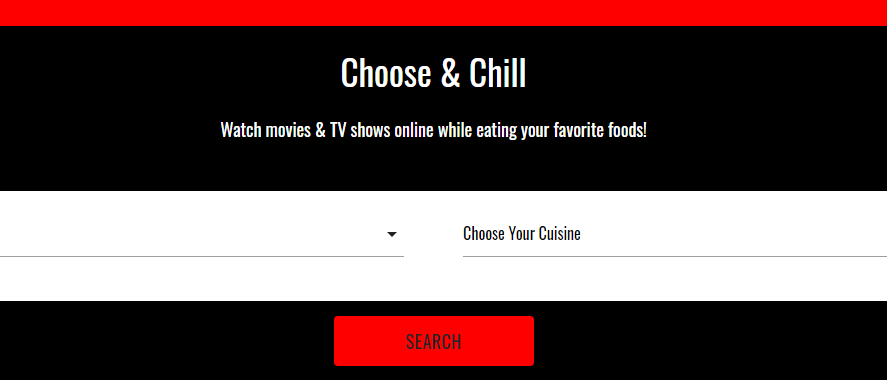 Choose & Chill
Watch movies & TV shows online while eating your favorite foods!
Choose Your Cuisine
SEARCH